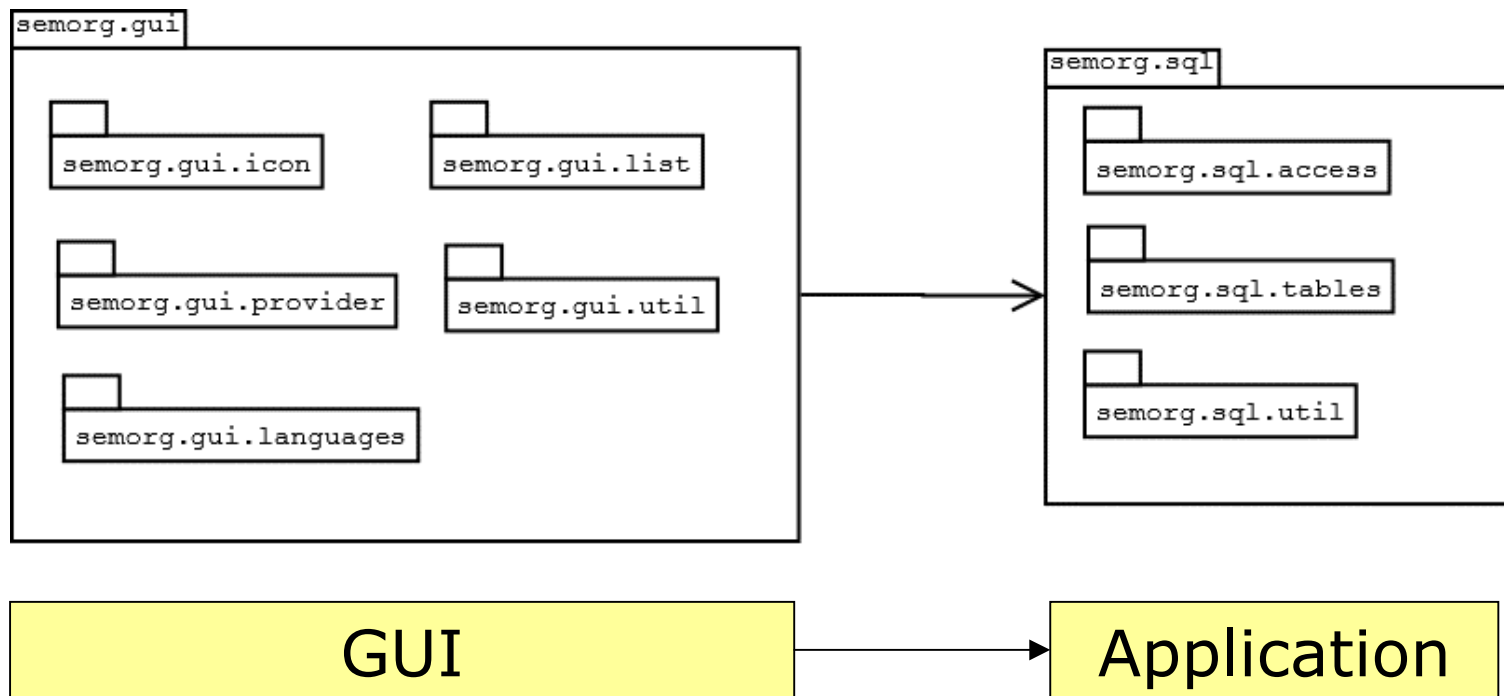 semorg.gui
semorg.gui.icon
semorg.gui.list
semorg.gui.provider
semorg.gui.util
semorg.gui.languages
semorg.sql
semorg.sql.access
semorg.sql.tables
semorg.sql.util
GUI
Application